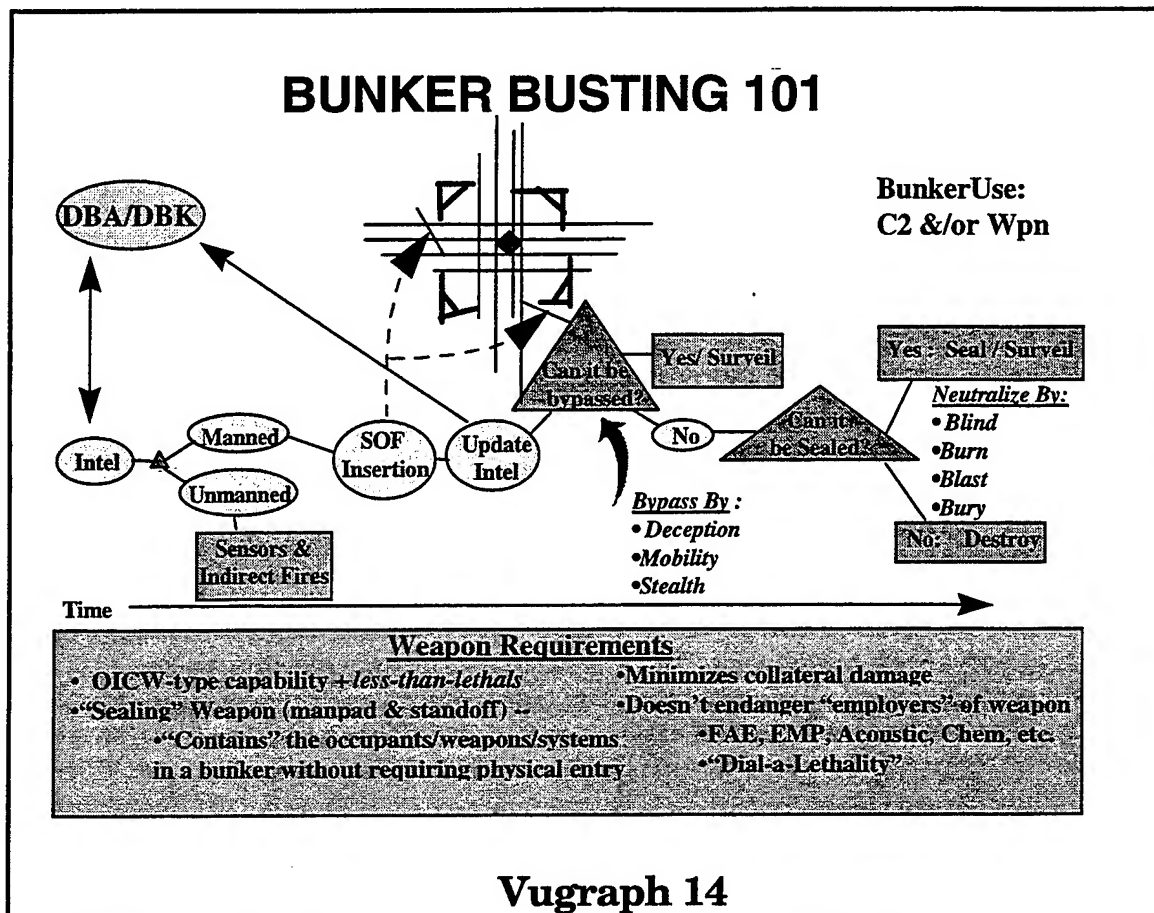 BUNKER BUSTING 101
DBA/DBK
BunkerUse:
C2 &/or Wpn
Intel
Manned
Unmanned
Sensors &
Indirect Fires
SOF
Insertion
Update
Intel
Can it be
bypassed?
Yes/ Surveil
No
Bypass By :
• Deception
•Mobility
•Stealth
Can it
be Sealed?
Yes : Seal / Surveil
Neutralize By:
• Blind
•Burn
•Blast
•Bury
No: Destroy
Time
Weapon Requirements
• OICW-type capability + less-than-lethals
•“Sealing” Weapon (manpad & standoff) --
•“Contains” the occupants/weapons/systems
in a bunker without requiring physical entry
•Minimizes collateral damage
•Doesn’t endanger “employers” of weapon
•FAE, EMP, Acoustic, Chem, etc.
•“Dial-a-Lethality”
Vugraph 14